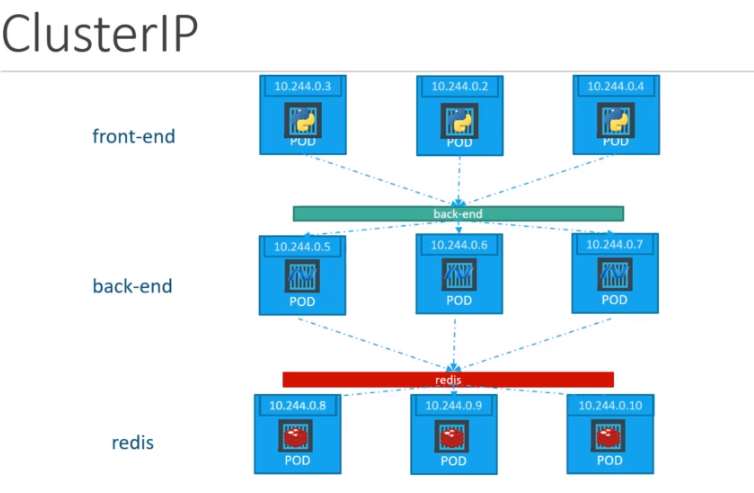 ClusterIP
front-end
10.244.0.3
POD
10.244.0.2
POD
10.244.0.4
POD
back-end
back-end
10.244.0.5
POD
10.244.0.6
POD
10.244.0.7
POD
redis
redis
10.244.0.8
POD
10.244.0.9
POD
10.244.0.10
POD